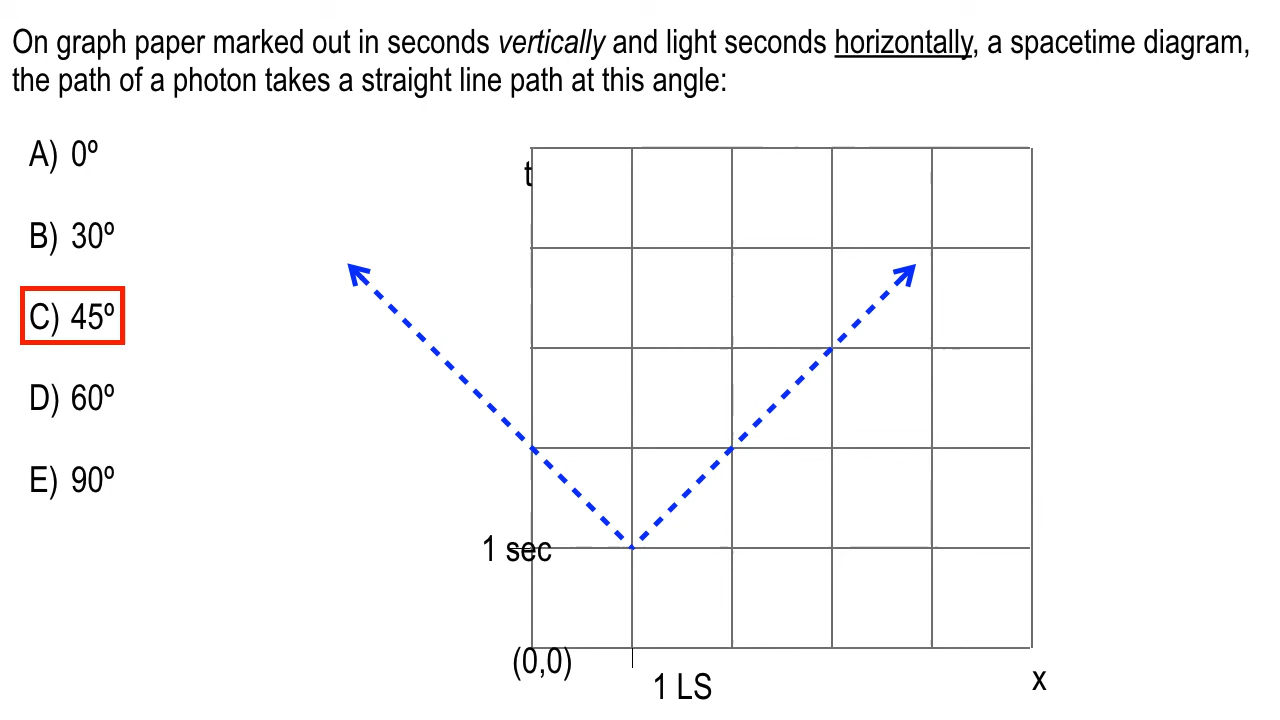 On graph paper marked out in seconds vertically and light seconds horizontally, a spacetime diagram,
the path of a photon takes a straight line path at this angle:
A) 0º
B) 30º
C) 45º
D) 60º
E) 90º
t
1 sec
(0,0)
1 LS
x